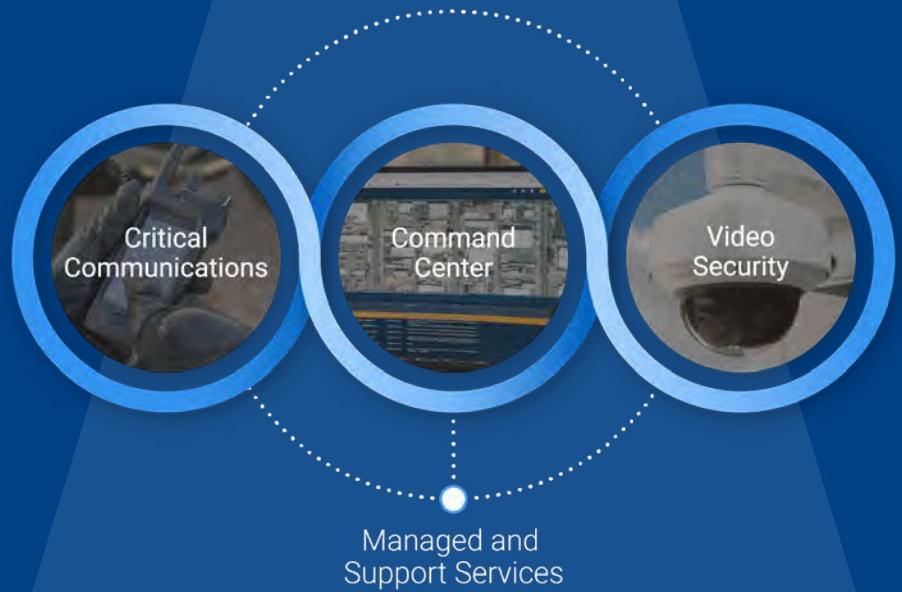 Critical
Communications
Command
Center
Video
Security
Managed and
Support Services